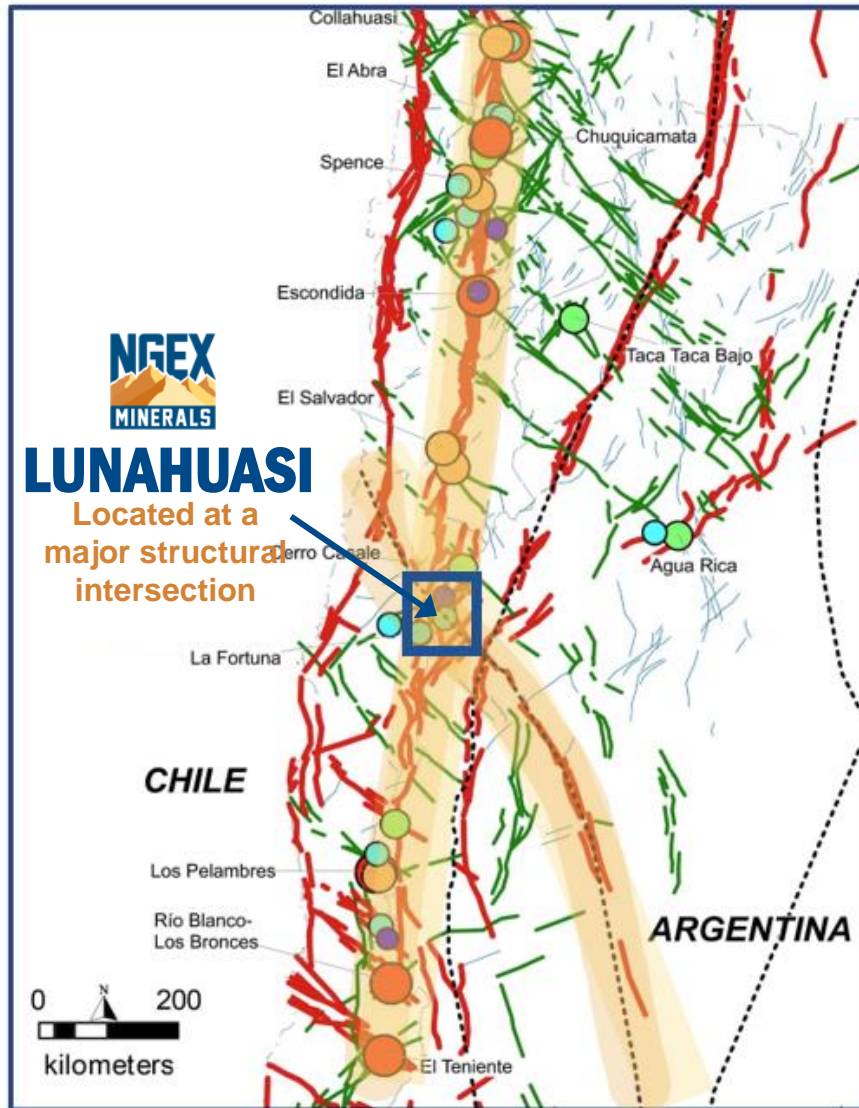 Collahuasi
El Abra
Chuquicamata
Spence
Escondida
Taca Taca Bajo
NGEX
MINERALS
El Salvador
LUNAHUASI
Located at a
major structural
intersection
Cerro Casale
Agua Rica
La Fortuna
CHILE
Los Pelambres
Río Blanco-
Los Bronces
ARGENTINA
0 N 200
kilometers
El Teniente